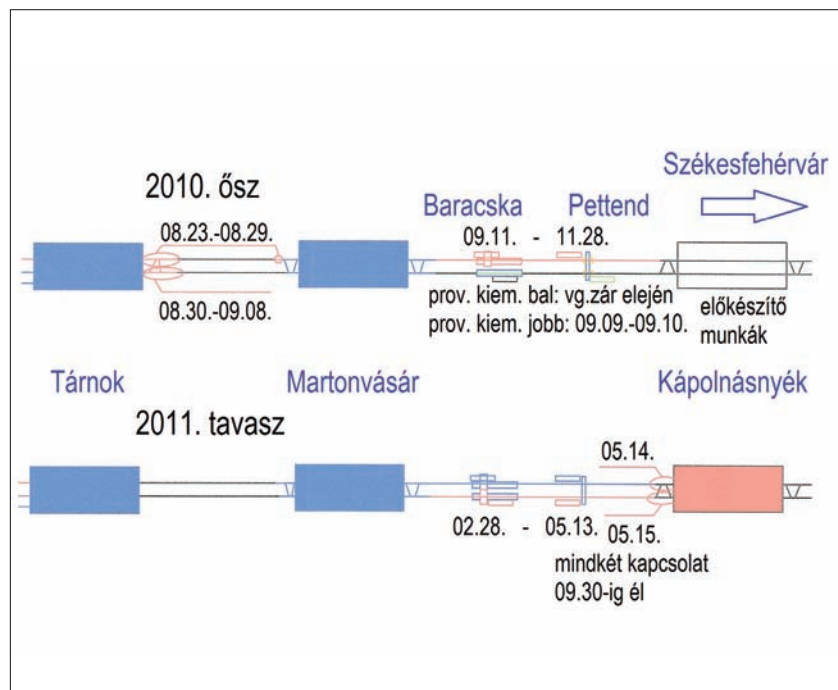 Székesfehérvár
2010. ősz
Baracska
Pettend
08.23.-08.29.
09.11. - 11.28.
08.30.-09.08.
prov. kiem. bal: vg.zár elején
prov. kiem. jobb: 09.09.-09.10.
előkészítő
munkák
Tárnok
Martonvásár
Kápolnásnyék
2011. tavasz
05.14.
02.28. - 05.13.
05.15.
mindkét kapcsolat
09.30-ig él